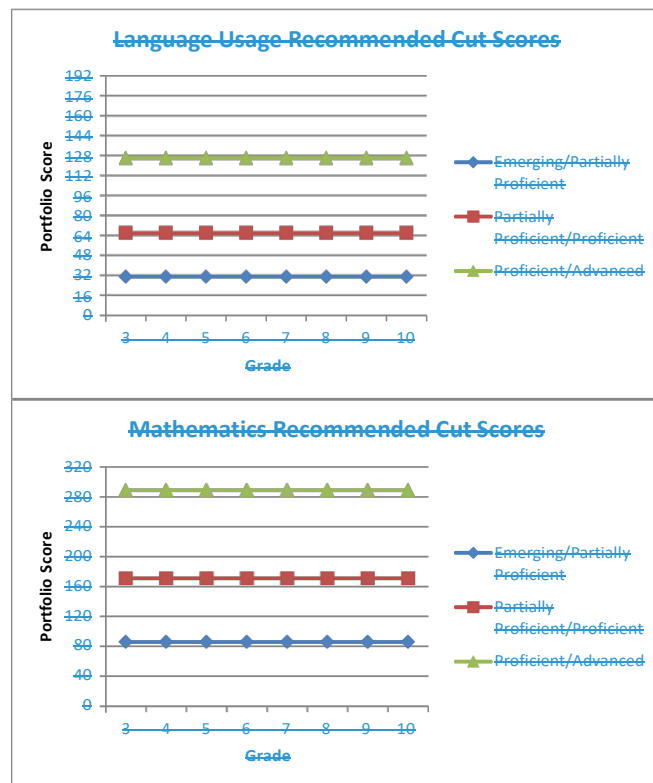 Language Usage Recommended Cut Scores
192
176
160
144
128
112
96
80
64
48
32
16
0
Portfolio Score
3 4 5 6 7 8 9 10
Grade
Emerging/Partially
Proficient
Partially
Proficient/Proficient
Proficient/Advanced
Mathematics Recommended Cut Scores
320
280
240
200
160
120
80
40
0
Portfolio Score
3 4 5 6 7 8 9 10
Grade
Emerging/Partially
Proficient
Partially
Proficient/Proficient
Proficient/Advanced